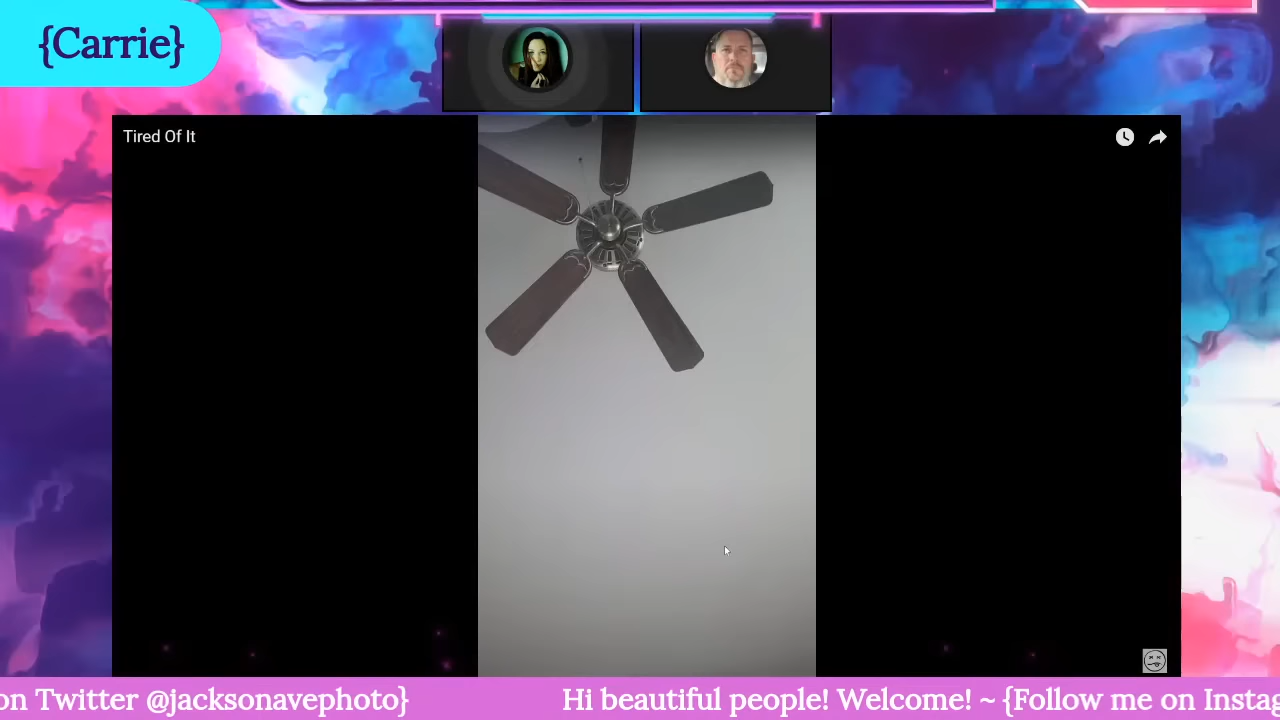 {Carrie}
Tired Of It
on Twitter @jacksonavephoto}
Hi beautiful people! Welcome! ~ {Follow me on Instag